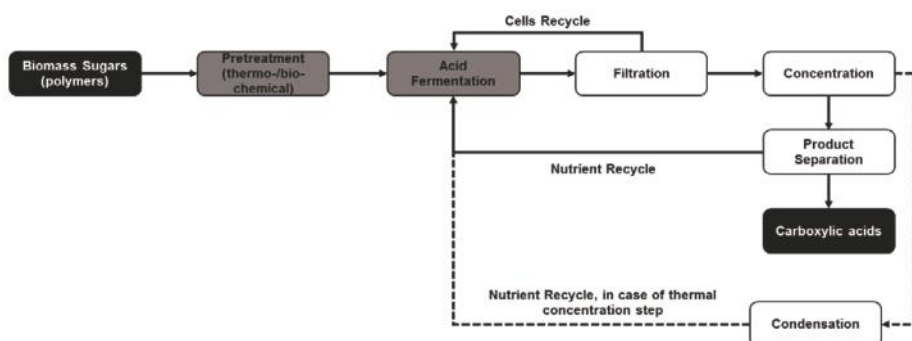 Cells Recycle
Biomass Sugars
(polymers)
Pretreatment
(thermo-/bio-
chemical)
Acid
Fermentation
Filtration
Concentration
Product
Separation
Nutrient Recycle
Carboxylic acids
Nutrient Recycle, in case of thermal
concentration step
Condensation